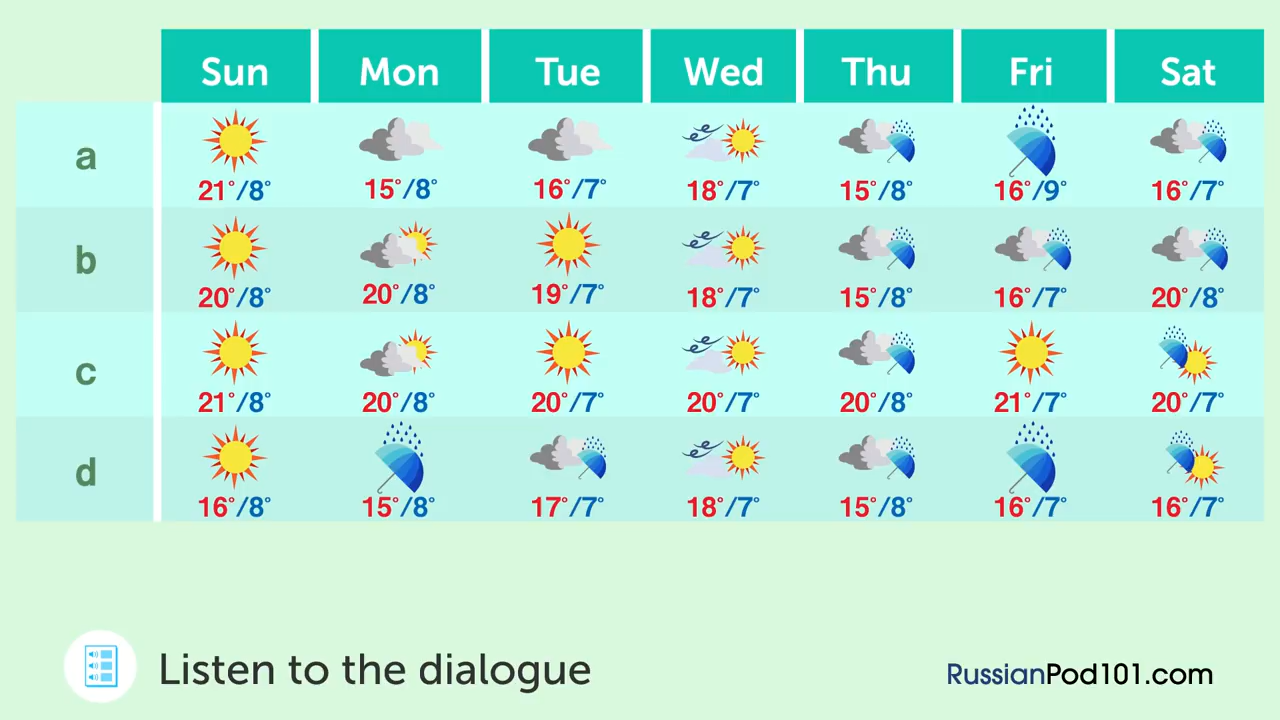 Sun Mon Tue Wed Thu Fri Sat
a
21°/8° 15°/8° 16°/7° 18°/7° 15°/8° 16°/9° 16°/7°
b
20°/8° 20°/8° 19°/7° 18°/7° 15°/8° 16°/7° 20°/8°
c
21°/8° 20°/8° 20°/7° 20°/7° 20°/8° 21°/7° 20°/7°
d
16°/8° 15°/8° 17°/7° 18°/7° 15°/8° 16°/7° 16°/7°
Listen to the dialogue
RussianPod101.com